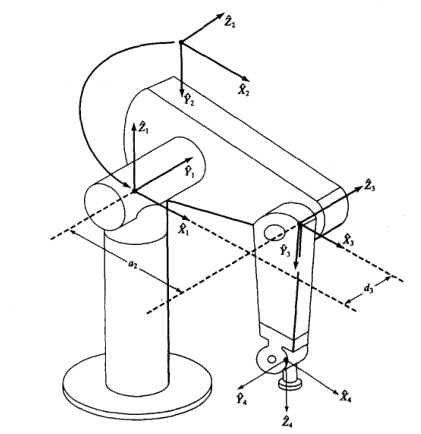 Ẑ₂
X̂₂
Ŷ₂
Ẑ₁
Ŷ₁
Ẑ₃
X̂₁
X̂₃
Ŷ₃
a₂
d₃
Ŷ₄
X̂₄
Ẑ₄